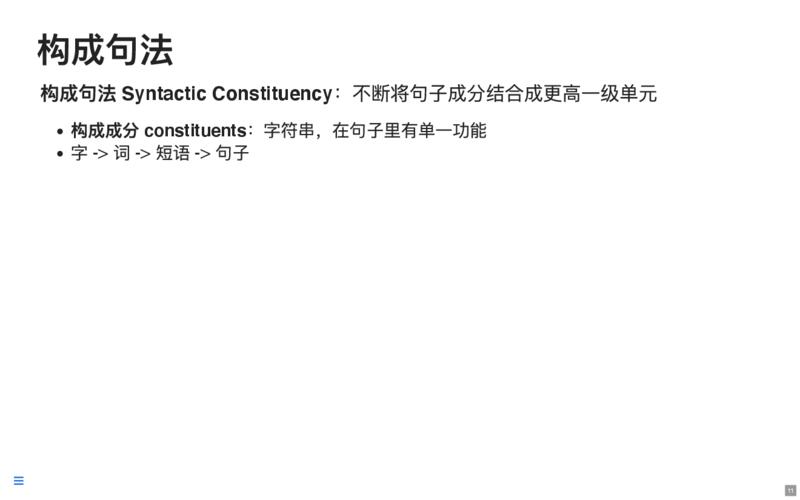 构成句法
构成句法 Syntactic Constituency：不断将句子成分结合成更高一级单元
• 构成成分 constituents：字符串，在句子里有单一功能
• 字 -> 词 -> 短语 -> 句子
11